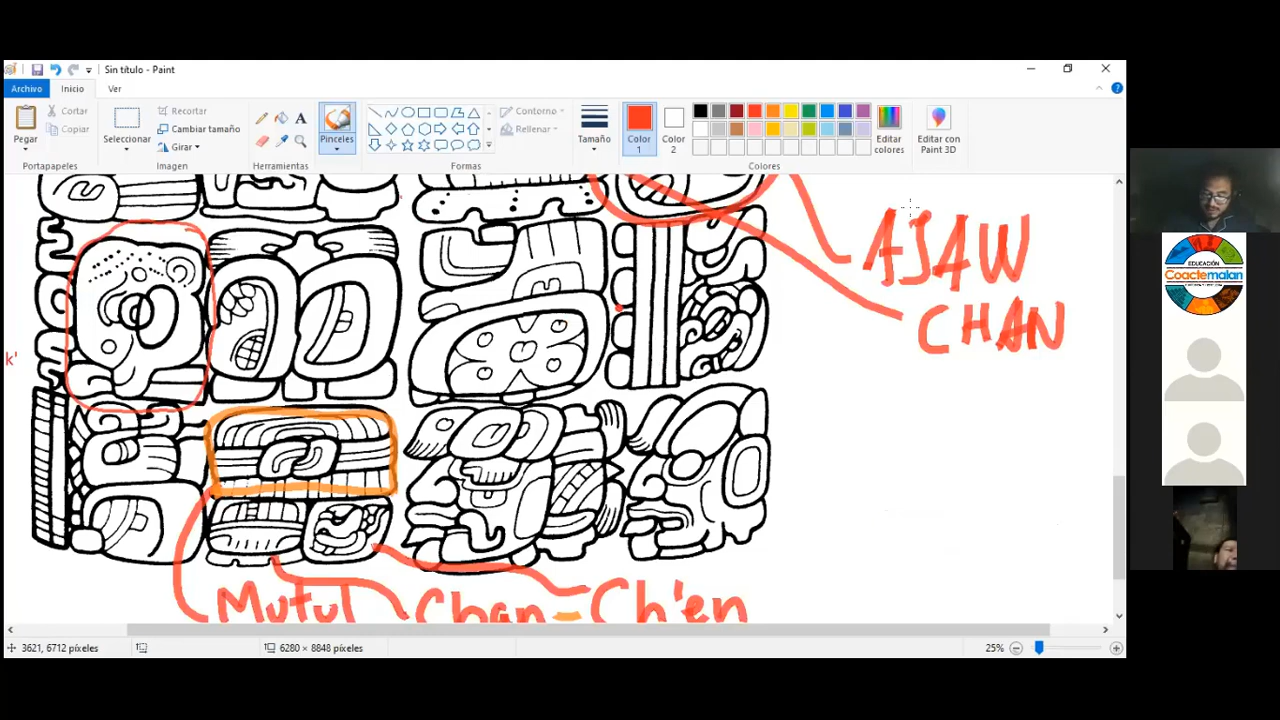 Sin título - Paint
Archivo Inicio Ver
Pegar
Cortar
Copiar
Portapapeles
Seleccionar
Recortar
Cambiar tamaño
Girar
Imagen
Herramientas
Pinceles
Contorno
Rellenar
Formas
Tamaño
Color 1
Color 2
Editar colores
Colores
Editar con Paint 3D
AJAW
CHAN
k'
Mutul Chan = Ch'en
3621, 6712 píxeles
6280 × 8848 píxeles
25%
EDUCACIÓN
Coactemalan